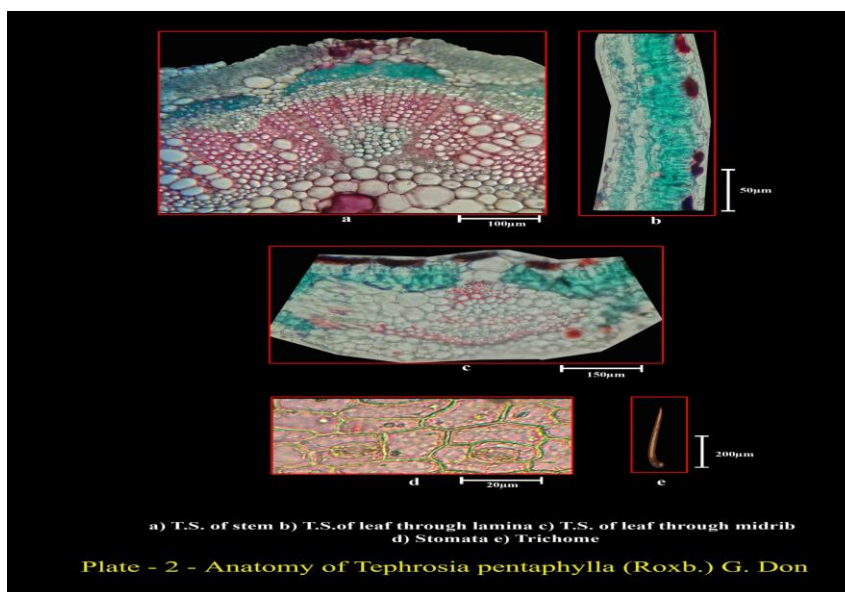 a
100μm
b
50μm
c
150μm
d
20μm
e
200μm
a) T.S. of stem b) T.S.of leaf through lamina c) T.S. of leaf through midrib
d) Stomata e) Trichome
Plate - 2 - Anatomy of Tephrosia pentaphylla (Roxb.) G. Don